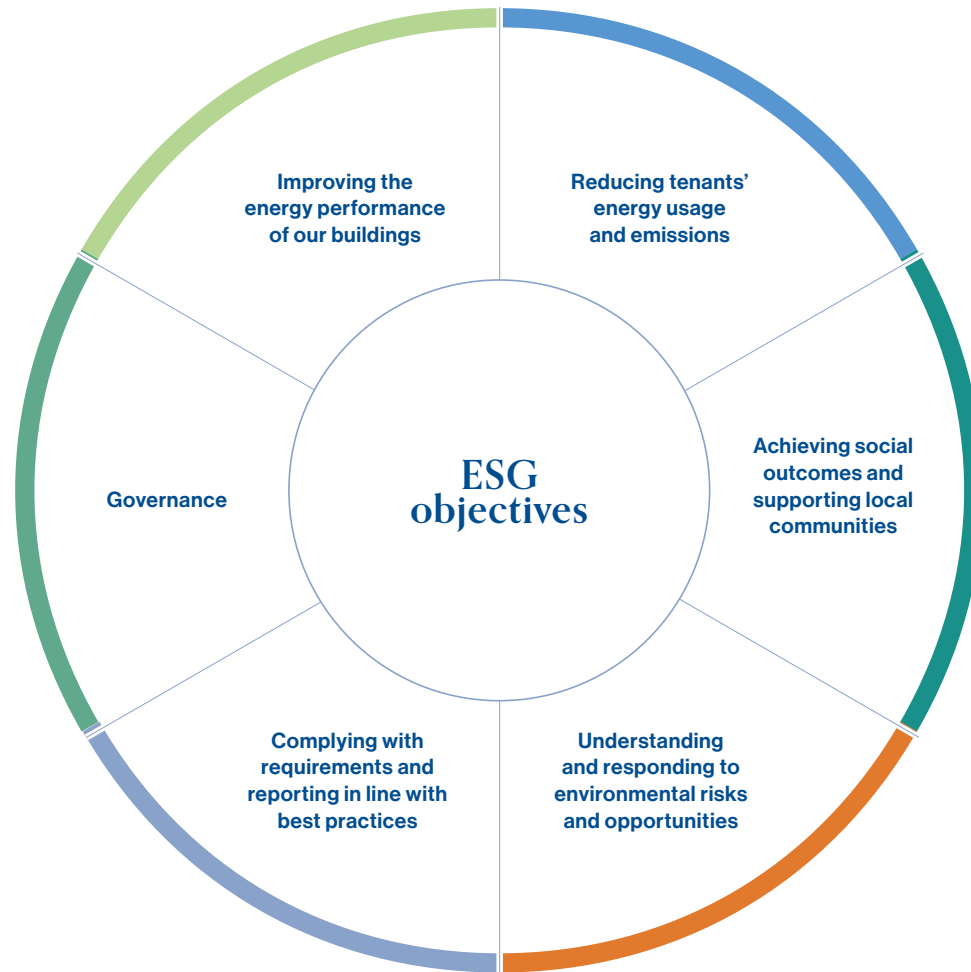 Improving the
energy performance
of our buildings
Reducing tenants’
energy usage
and emissions
Achieving social
outcomes and
supporting local
communities
Understanding
and responding to
environmental risks
and opportunities
Complying with
requirements and
reporting in line with
best practices
Governance
ESG
objectives